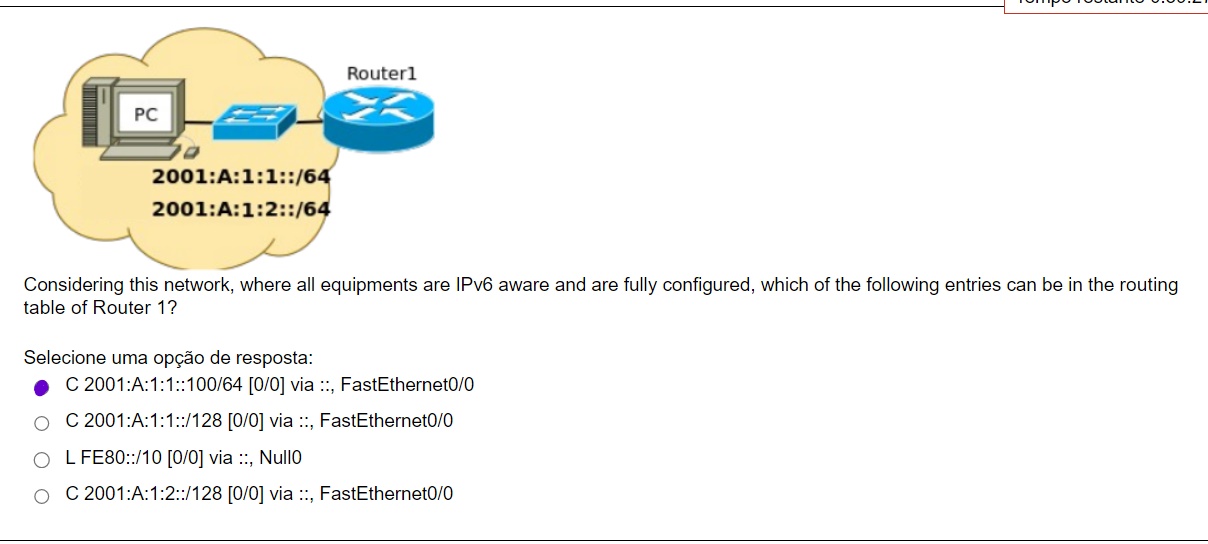 Router1
PC
2001:A:1:1::/64
2001:A:1:2::/64
Considering this network, where all equipments are IPv6 aware and are fully configured, which of the following entries can be in the routing
table of Router 1?
Selecione uma opção de resposta:
C 2001:A:1:1::100/64 [0/0] via ::, FastEthernet0/0
C 2001:A:1:1::/128 [0/0] via ::, FastEthernet0/0
L FE80::/10 [0/0] via ::, Null0
C 2001:A:1:2::/128 [0/0] via ::, FastEthernet0/0